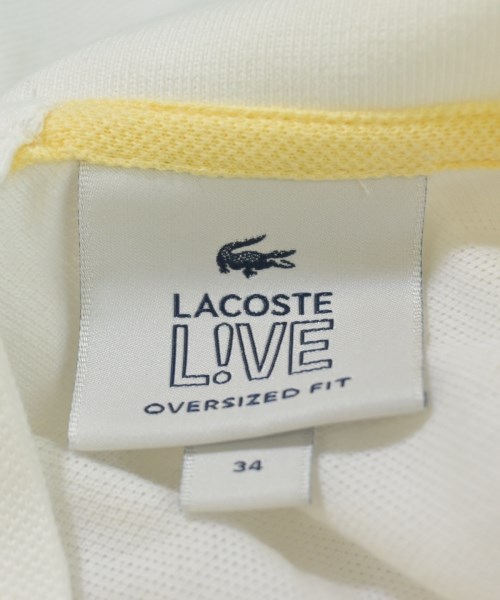 LACOSTE
L!VE
OVERSIZED FIT
34